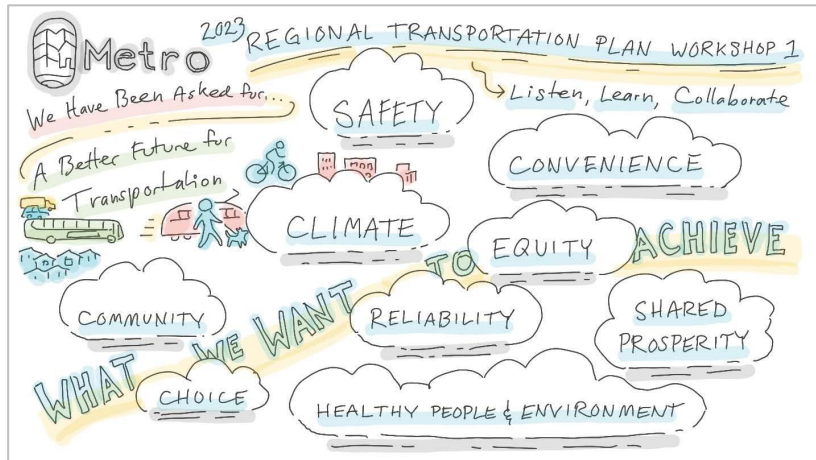 Metro
2023 REGIONAL TRANSPORTATION PLAN WORKSHOP 1
Listen, Learn, Collaborate
We Have Been Asked for...
A Better Future for
Transportation
SAFETY
CONVENIENCE
CLIMATE
EQUITY
WHAT WE WANT TO ACHIEVE
COMMUNITY
RELIABILITY
SHARED
PROSPERITY
CHOICE
HEALTHY PEOPLE & ENVIRONMENT